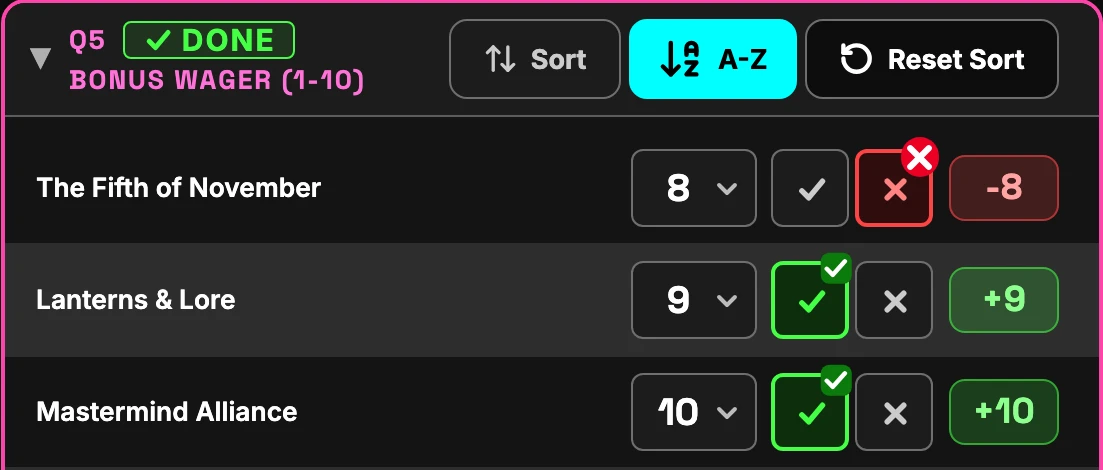 Q5 ✓ DONE
BONUS WAGER (1-10)
Sort A-Z Reset Sort
The Fifth of November 8 -8
Lanterns & Lore 9 +9
Mastermind Alliance 10 +10